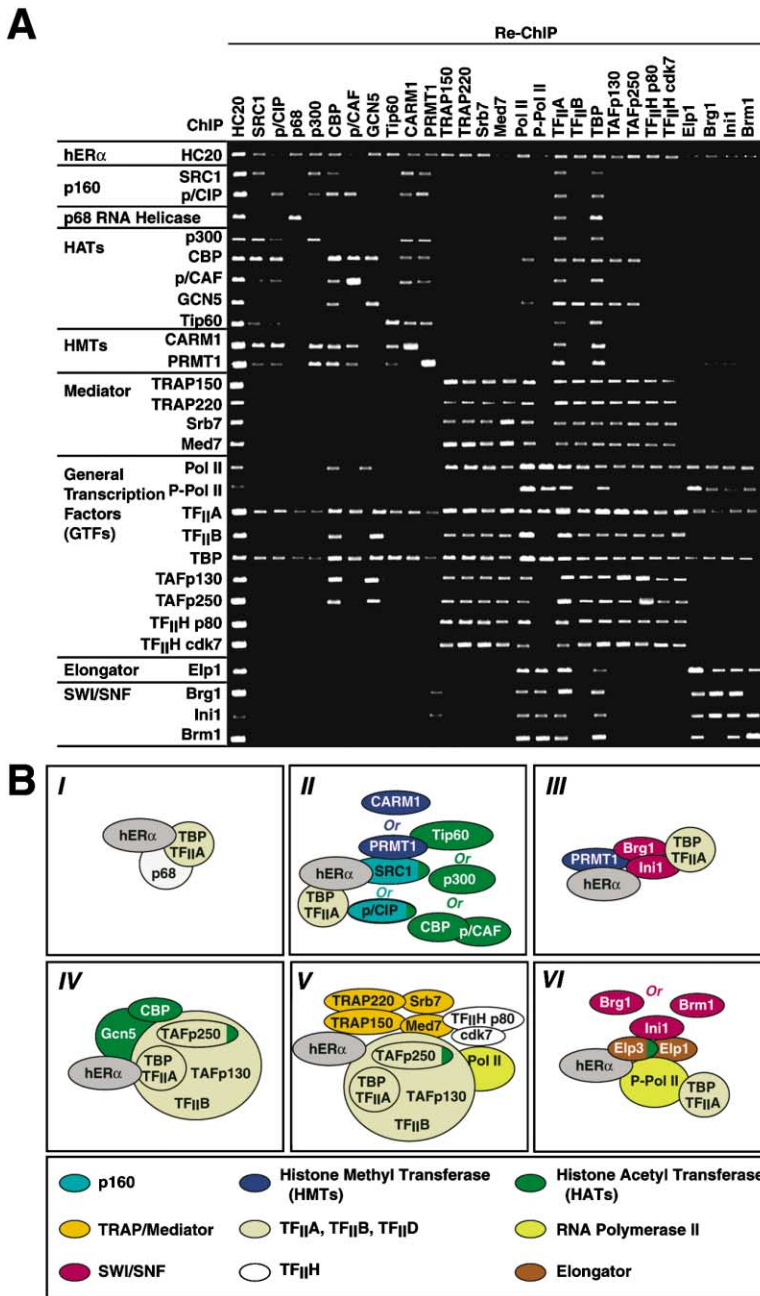 A
Re-ChIP
ChIP HC20 SRC1 p/CIP p68 p300 CBP p/CAF GCN5 Tip60 CARM1 PRMT1 TRAP150 TRAP220 Srb7 Med7 Pol II P-Pol II TFIIA TFIIB TBP TAFp130 TAFp250 TFIIH p80 TFIIH cdk7 Elp1 Brg1 Ini1 Brm1
hERα HC20
p160 SRC1
p/CIP
p68 RNA Helicase
HATs p300
CBP
p/CAF
GCN5
Tip60
HMTs CARM1
PRMT1
Mediator TRAP150
TRAP220
Srb7
Med7
General Transcription Factors (GTFs) Pol II
P-Pol II
TFIIA
TFIIB
TBP
TAFp130
TAFp250
TFIIH p80
TFIIH cdk7
Elongator Elp1
SWI/SNF Brg1
Ini1
Brm1
B
I
hERα
TBP
TFIIA
p68
II
CARM1
Or
PRMT1
Tip60
Or
hERα
SRC1
p300
TBP
TFIIA
Or
p/CIP
Or
CBP
p/CAF
III
PRMT1
Brg1
Ini1
TBP
TFIIA
hERα
IV
CBP
Gcn5
TAFp250
hERα
TBP
TFIIA
TAFp130
TFIIB
V
TRAP220
Srb7
TRAP150
Med7
TFIIH p80
cdk7
hERα
TAFp250
Pol II
TBP
TFIIA
TAFp130
TFIIB
VI
Brg1
Or
Brm1
Ini1
Elp3
Elp1
hERα
P-Pol II
TBP
TFIIA
p160
Histone Methyl Transferase
(HMTs)
Histone Acetyl Transferase
(HATs)
TRAP/Mediator
TFIIA, TFIIB, TFIID
RNA Polymerase II
SWI/SNF
TFIIH
Elongator